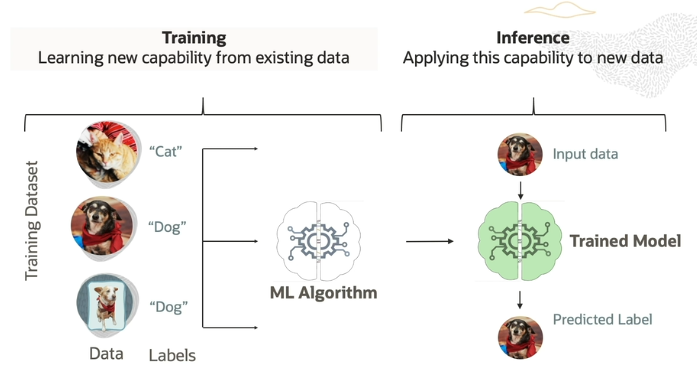 Training
Learning new capability from existing data
Inference
Applying this capability to new data
Training Dataset
“Cat”
“Dog”
“Dog”
Data
Labels
ML Algorithm
Input data
Trained Model
Predicted Label